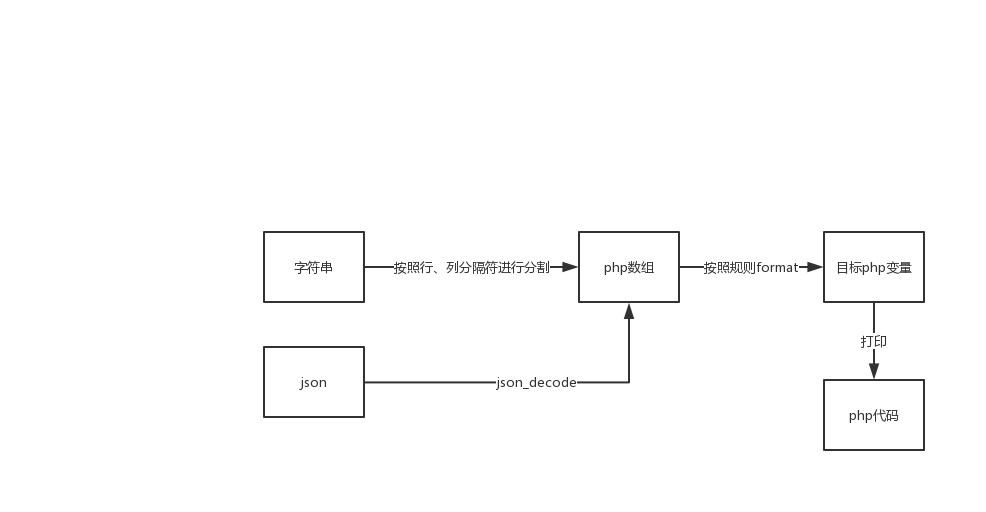 字符串
按照行、列分隔符进行分割
php数组
按照规则format
目标php变量
打印
json
json_decode
php代码